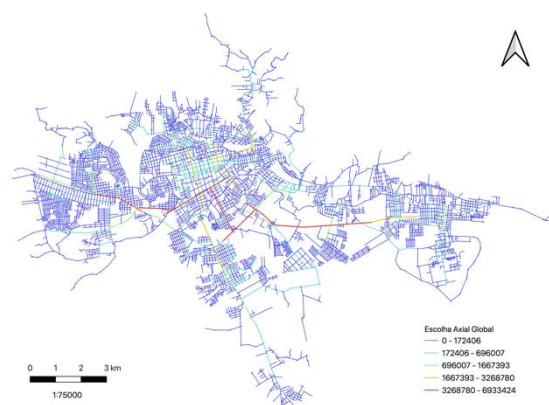 Escolha Axial Global
0 - 172406
172406 - 696007
696007 - 1667393
1667393 - 3268780
3268780 - 6933424
0 1 2 3 km
1:75000